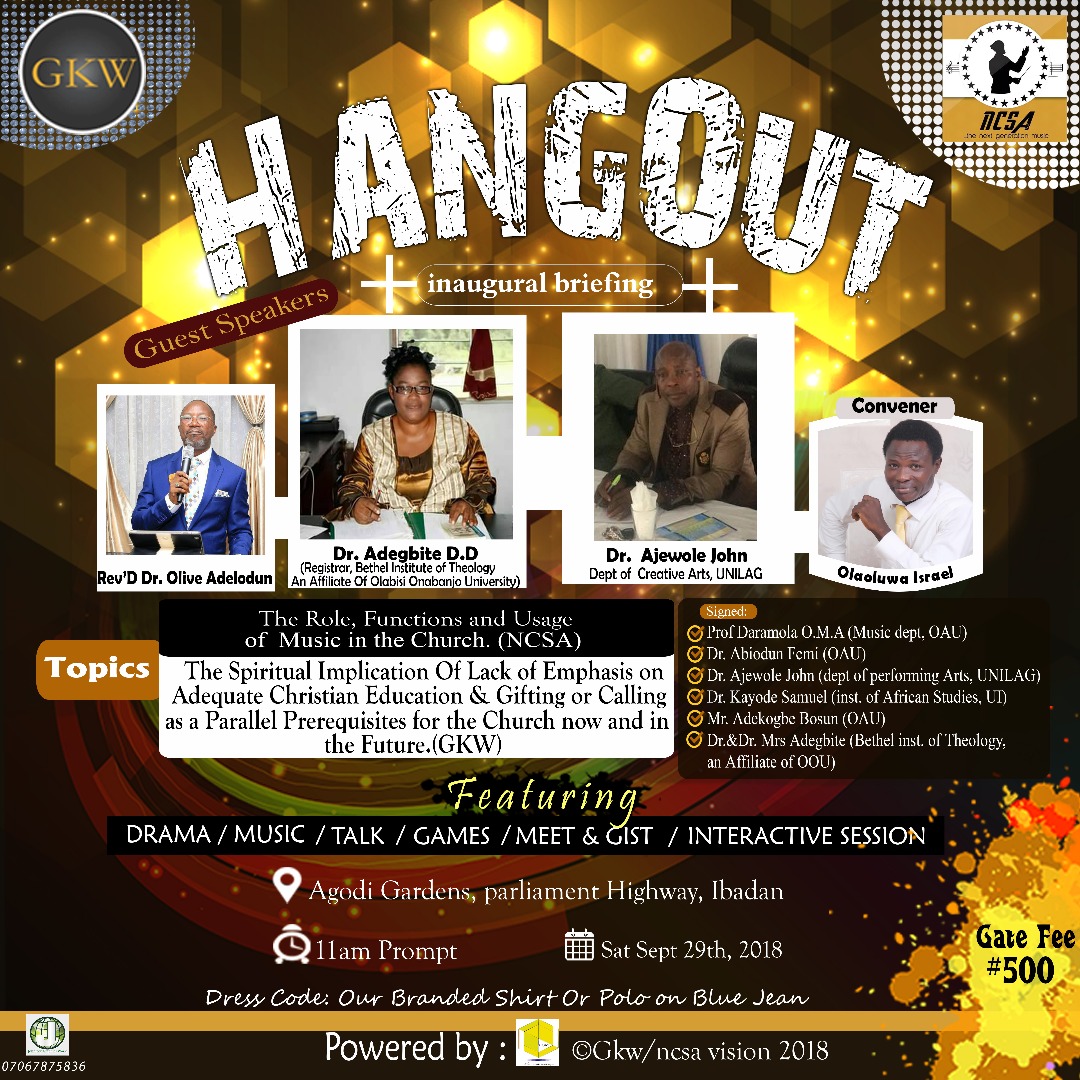 GKW
NCSA
...the next generation music
HANGOUT
inaugural briefing
Guest Speakers
Rev'D Dr. Olive Adelodun
Dr. Adegbite D.D
(Registrar, Bethel Institute of Theology
An Affiliate Of Olabisi Onabanjo University)
Dr. Ajewole John
Dept of Creative Arts, UNILAG
Convener
Olaoluwa Israel
Topics
The Role, Functions and Usage
of Music in the Church. (NCSA)
The Spiritual Implication Of Lack of Emphasis on
Adequate Christian Education & Gifting or Calling
as a Parallel Prerequisites for the Church now and in
the Future.(GKW)
Signed:
Prof Daramola O.M.A (Music dept, OAU)
Dr. Abiodun Femi (OAU)
Dr. Ajewole John (dept of performing Arts, UNILAG)
Dr. Kayode Samuel (inst. of African Studies, UI)
Mr. Adekogbe Bosun (OAU)
Dr.&Dr. Mrs Adegbite (Bethel inst. of Theology,
an Affiliate of OOU)
Featuring
DRAMA / MUSIC / TALK / GAMES / MEET & GIST / INTERACTIVE SESSION
Agodi Gardens, parliament Highway, Ibadan
11am Prompt
Sat Sept 29th, 2018
Gate Fee
#500
Dress Code: Our Branded Shirt Or Polo on Blue Jean
07067875836
Powered by :
©Gkw/ncsa vision 2018